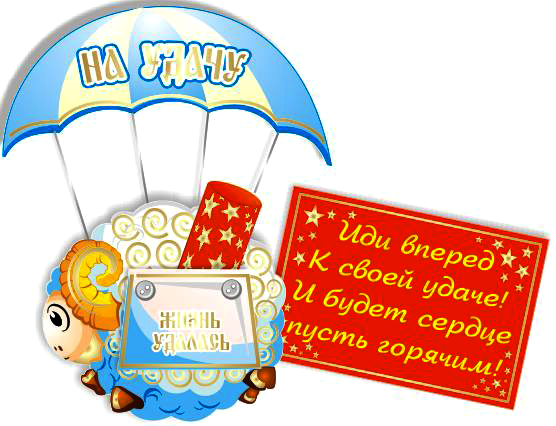 НА УДАЧУ
ЖИЗНЬ
УДАЛАСЬ
Иди вперед
К своей удаче!
И будет сердце
пусть горячим!